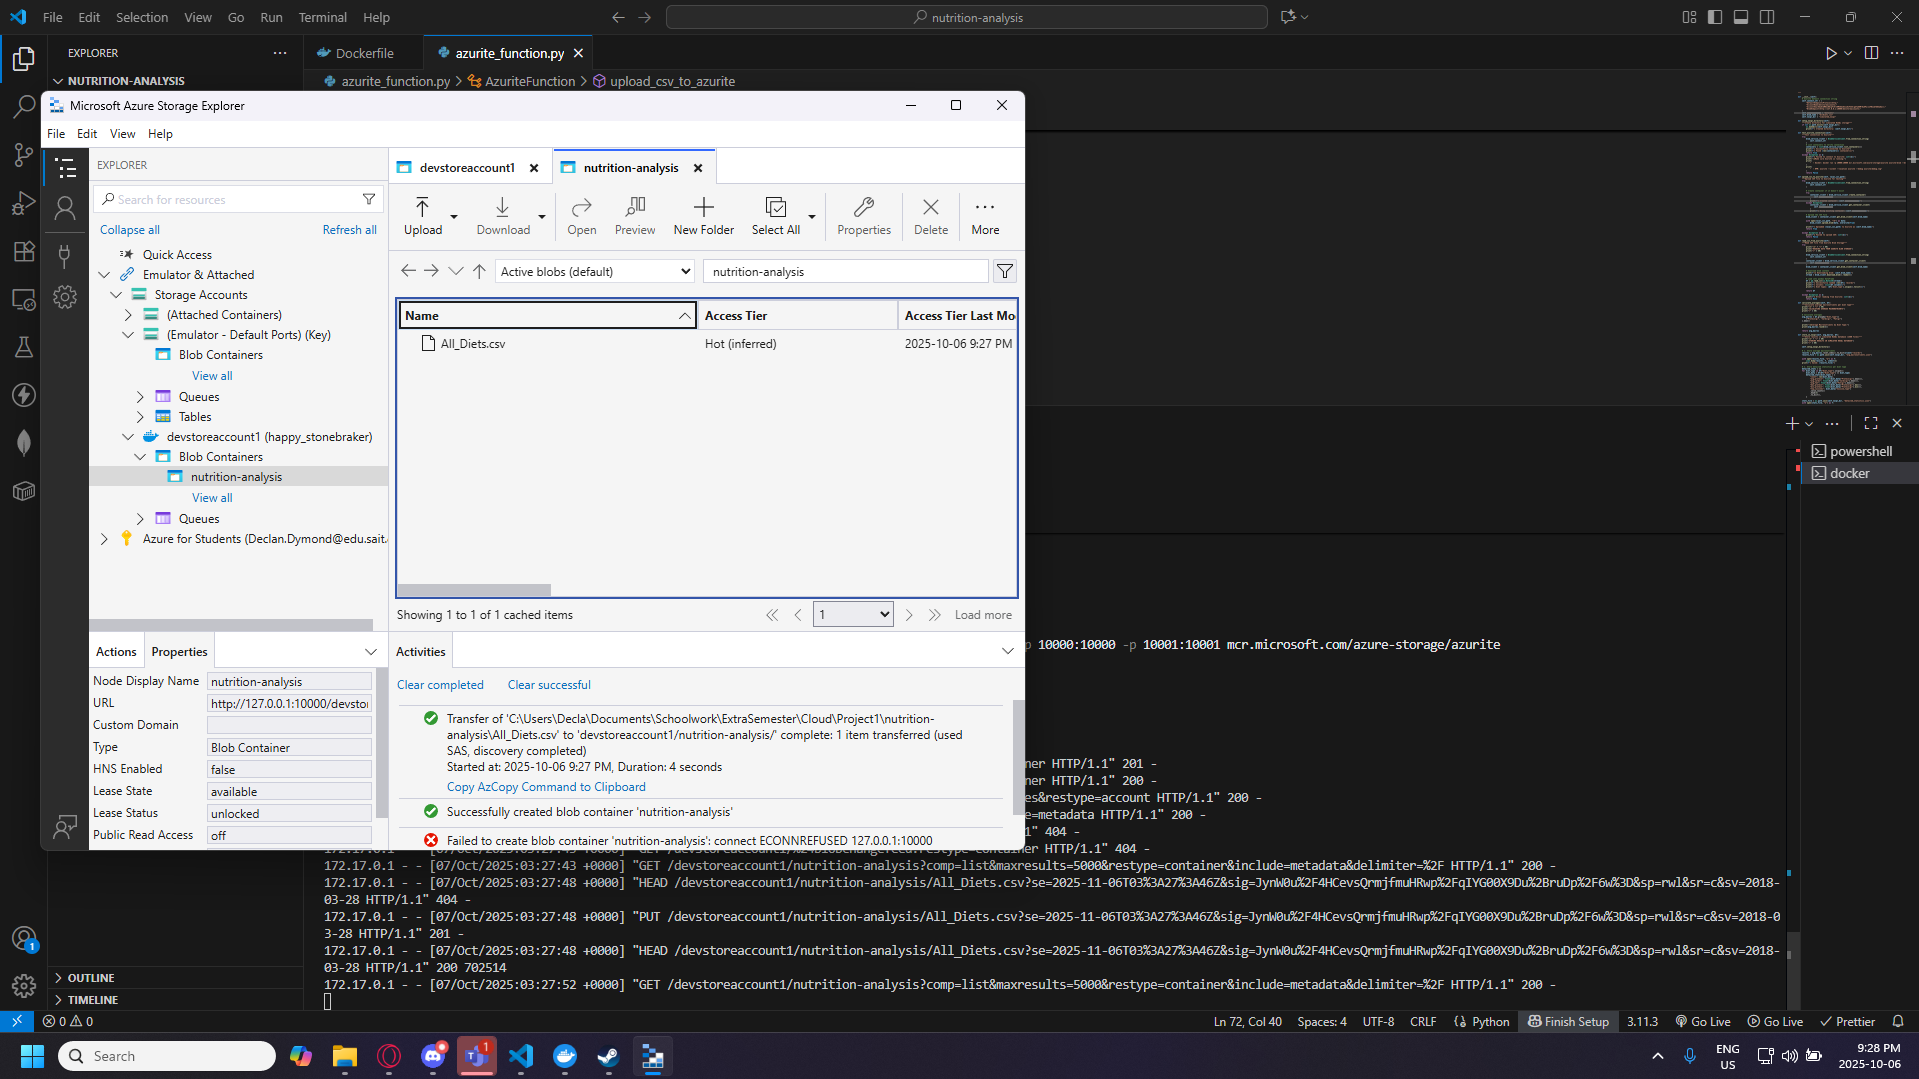 File Edit Selection View Go Run Terminal Help
nutrition-analysis
EXPLORER
Dockerfile
azurite_function.py
NUTRITION-ANALYSIS
azurite_function.py > AzuriteFunction > upload_csv_to_azurite
Microsoft Azure Storage Explorer
File Edit View Help
EXPLORER
Search for resources
Collapse all
Refresh all
Quick Access
Emulator & Attached
Storage Accounts
(Attached Containers)
(Emulator - Default Ports) (Key)
Blob Containers
View all
Queues
Tables
devstoreaccount1 (happy_stonebraker)
Blob Containers
nutrition-analysis
View all
Queues
Azure for Students (Declan.Dymond@edu.sait.
devstoreaccount1
nutrition-analysis
Upload Download Open Preview New Folder Select All Properties Delete More
Active blobs (default)
nutrition-analysis
Name Access Tier Access Tier Last Mo
All_Diets.csv Hot (inferred) 2025-10-06 9:27 PM
Showing 1 to 1 of 1 cached items
1
Load more
Actions Properties
Node Display Name nutrition-analysis
URL http://127.0.0.1:10000/devsto
Custom Domain
Type Blob Container
HNS Enabled false
Lease State available
Lease Status unlocked
Public Read Access off
Activities
Clear completed Clear successful
Transfer of 'C:\Users\Decla\Documents\Schoolwork\ExtraSemester\Cloud\Project1\nutrition-
analysis\All_Diets.csv' to 'devstoreaccount1/nutrition-analysis/' complete: 1 item transferred (used
SAS, discovery completed)
Started at: 2025-10-06 9:27 PM, Duration: 4 seconds
Copy AzCopy Command to Clipboard
Successfully created blob container 'nutrition-analysis'
Failed to create blob container 'nutrition-analysis': connect ECONNREFUSED 127.0.0.1:10000
powershell
docker
p 10000:10000 -p 10001:10001 mcr.microsoft.com/azure-storage/azurite
ner HTTP/1.1" 201 -
ner HTTP/1.1" 200 -
es&restype=account HTTP/1.1" 200 -
=metadata HTTP/1.1" 200 -
1" 404 -
HTTP/1.1" 404 -
172.17.0.1 - - [07/Oct/2025:03:27:43 +0000] "GET /devstoreaccount1/nutrition-analysis?comp=list&maxresults=5000&restype=container&include=metadata&delimiter=%2F HTTP/1.1" 200 -
172.17.0.1 - - [07/Oct/2025:03:27:48 +0000] "HEAD /devstoreaccount1/nutrition-analysis/All_Diets.csv?se=2025-11-06T03%3A27%3A46Z&sig=JynW0u%2F4HCevsQrmjfmuHRwp%2FqIYG00X9Du%2BruDp%2F6w%3D&sp=rwl&sr=c&sv=2018-
03-28 HTTP/1.1" 404 -
172.17.0.1 - - [07/Oct/2025:03:27:48 +0000] "PUT /devstoreaccount1/nutrition-analysis/All_Diets.csv?se=2025-11-06T03%3A27%3A46Z&sig=JynW0u%2F4HCevsQrmjfmuHRwp%2FqIYG00X9Du%2BruDp%2F6w%3D&sp=rwl&sr=c&sv=2018-0
3-28 HTTP/1.1" 201 -
172.17.0.1 - - [07/Oct/2025:03:27:48 +0000] "HEAD /devstoreaccount1/nutrition-analysis/All_Diets.csv?se=2025-11-06T03%3A27%3A46Z&sig=JynW0u%2F4HCevsQrmjfmuHRwp%2FqIYG00X9Du%2BruDp%2F6w%3D&sp=rwl&sr=c&sv=2018-
03-28 HTTP/1.1" 200 702514
172.17.0.1 - - [07/Oct/2025:03:27:52 +0000] "GET /devstoreaccount1/nutrition-analysis?comp=list&maxresults=5000&restype=container&include=metadata&delimiter=%2F HTTP/1.1" 200 -
1
OUTLINE
TIMELINE
0 0
Ln 72, Col 40 Spaces: 4 UTF-8 CRLF Python Finish Setup 3.11.3 Go Live Go Live Prettier
Search
1
ENG
US
9:28 PM
2025-10-06